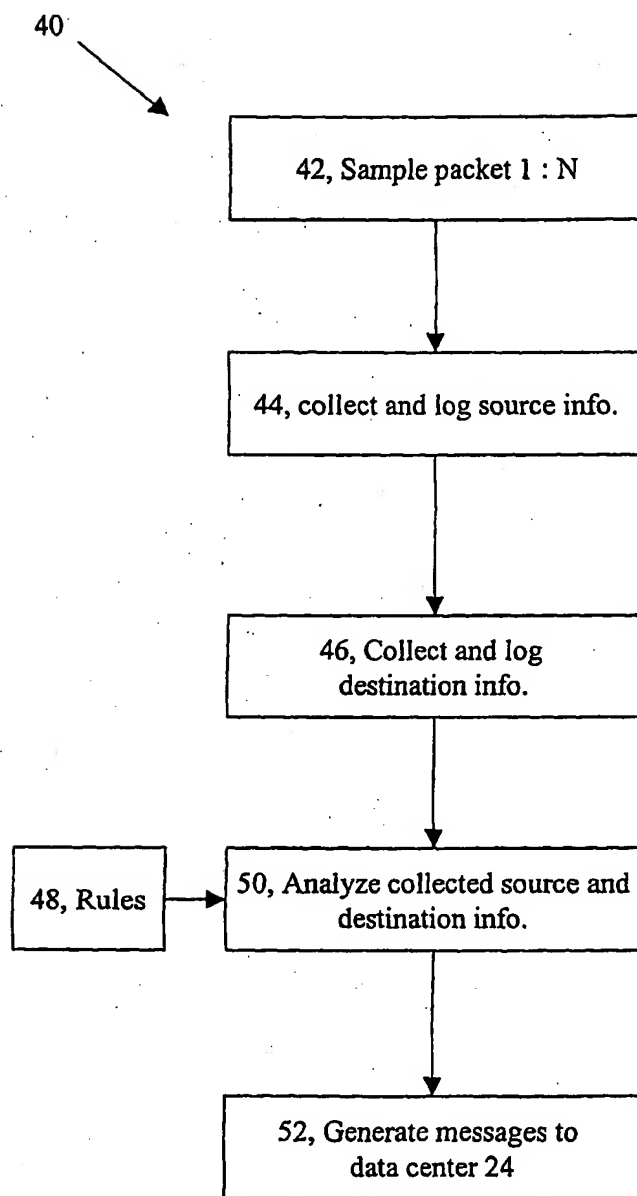 40
42, Sample packet 1 : N
44, collect and log source info.
46, Collect and log
destination info.
48, Rules
50, Analyze collected source and
destination info.
52, Generate messages to
data center 24